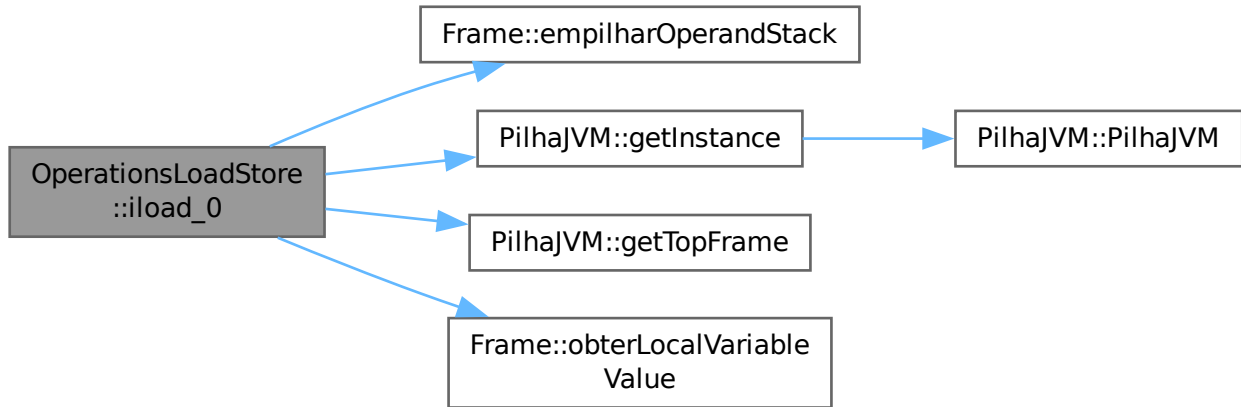 Frame::empilharOperandStack
OperationsLoadStore
::iload_0
PilhaJVM::getInstance
PilhaJVM::PilhaJVM
PilhaJVM::getTopFrame
Frame::obterLocalVariable
Value